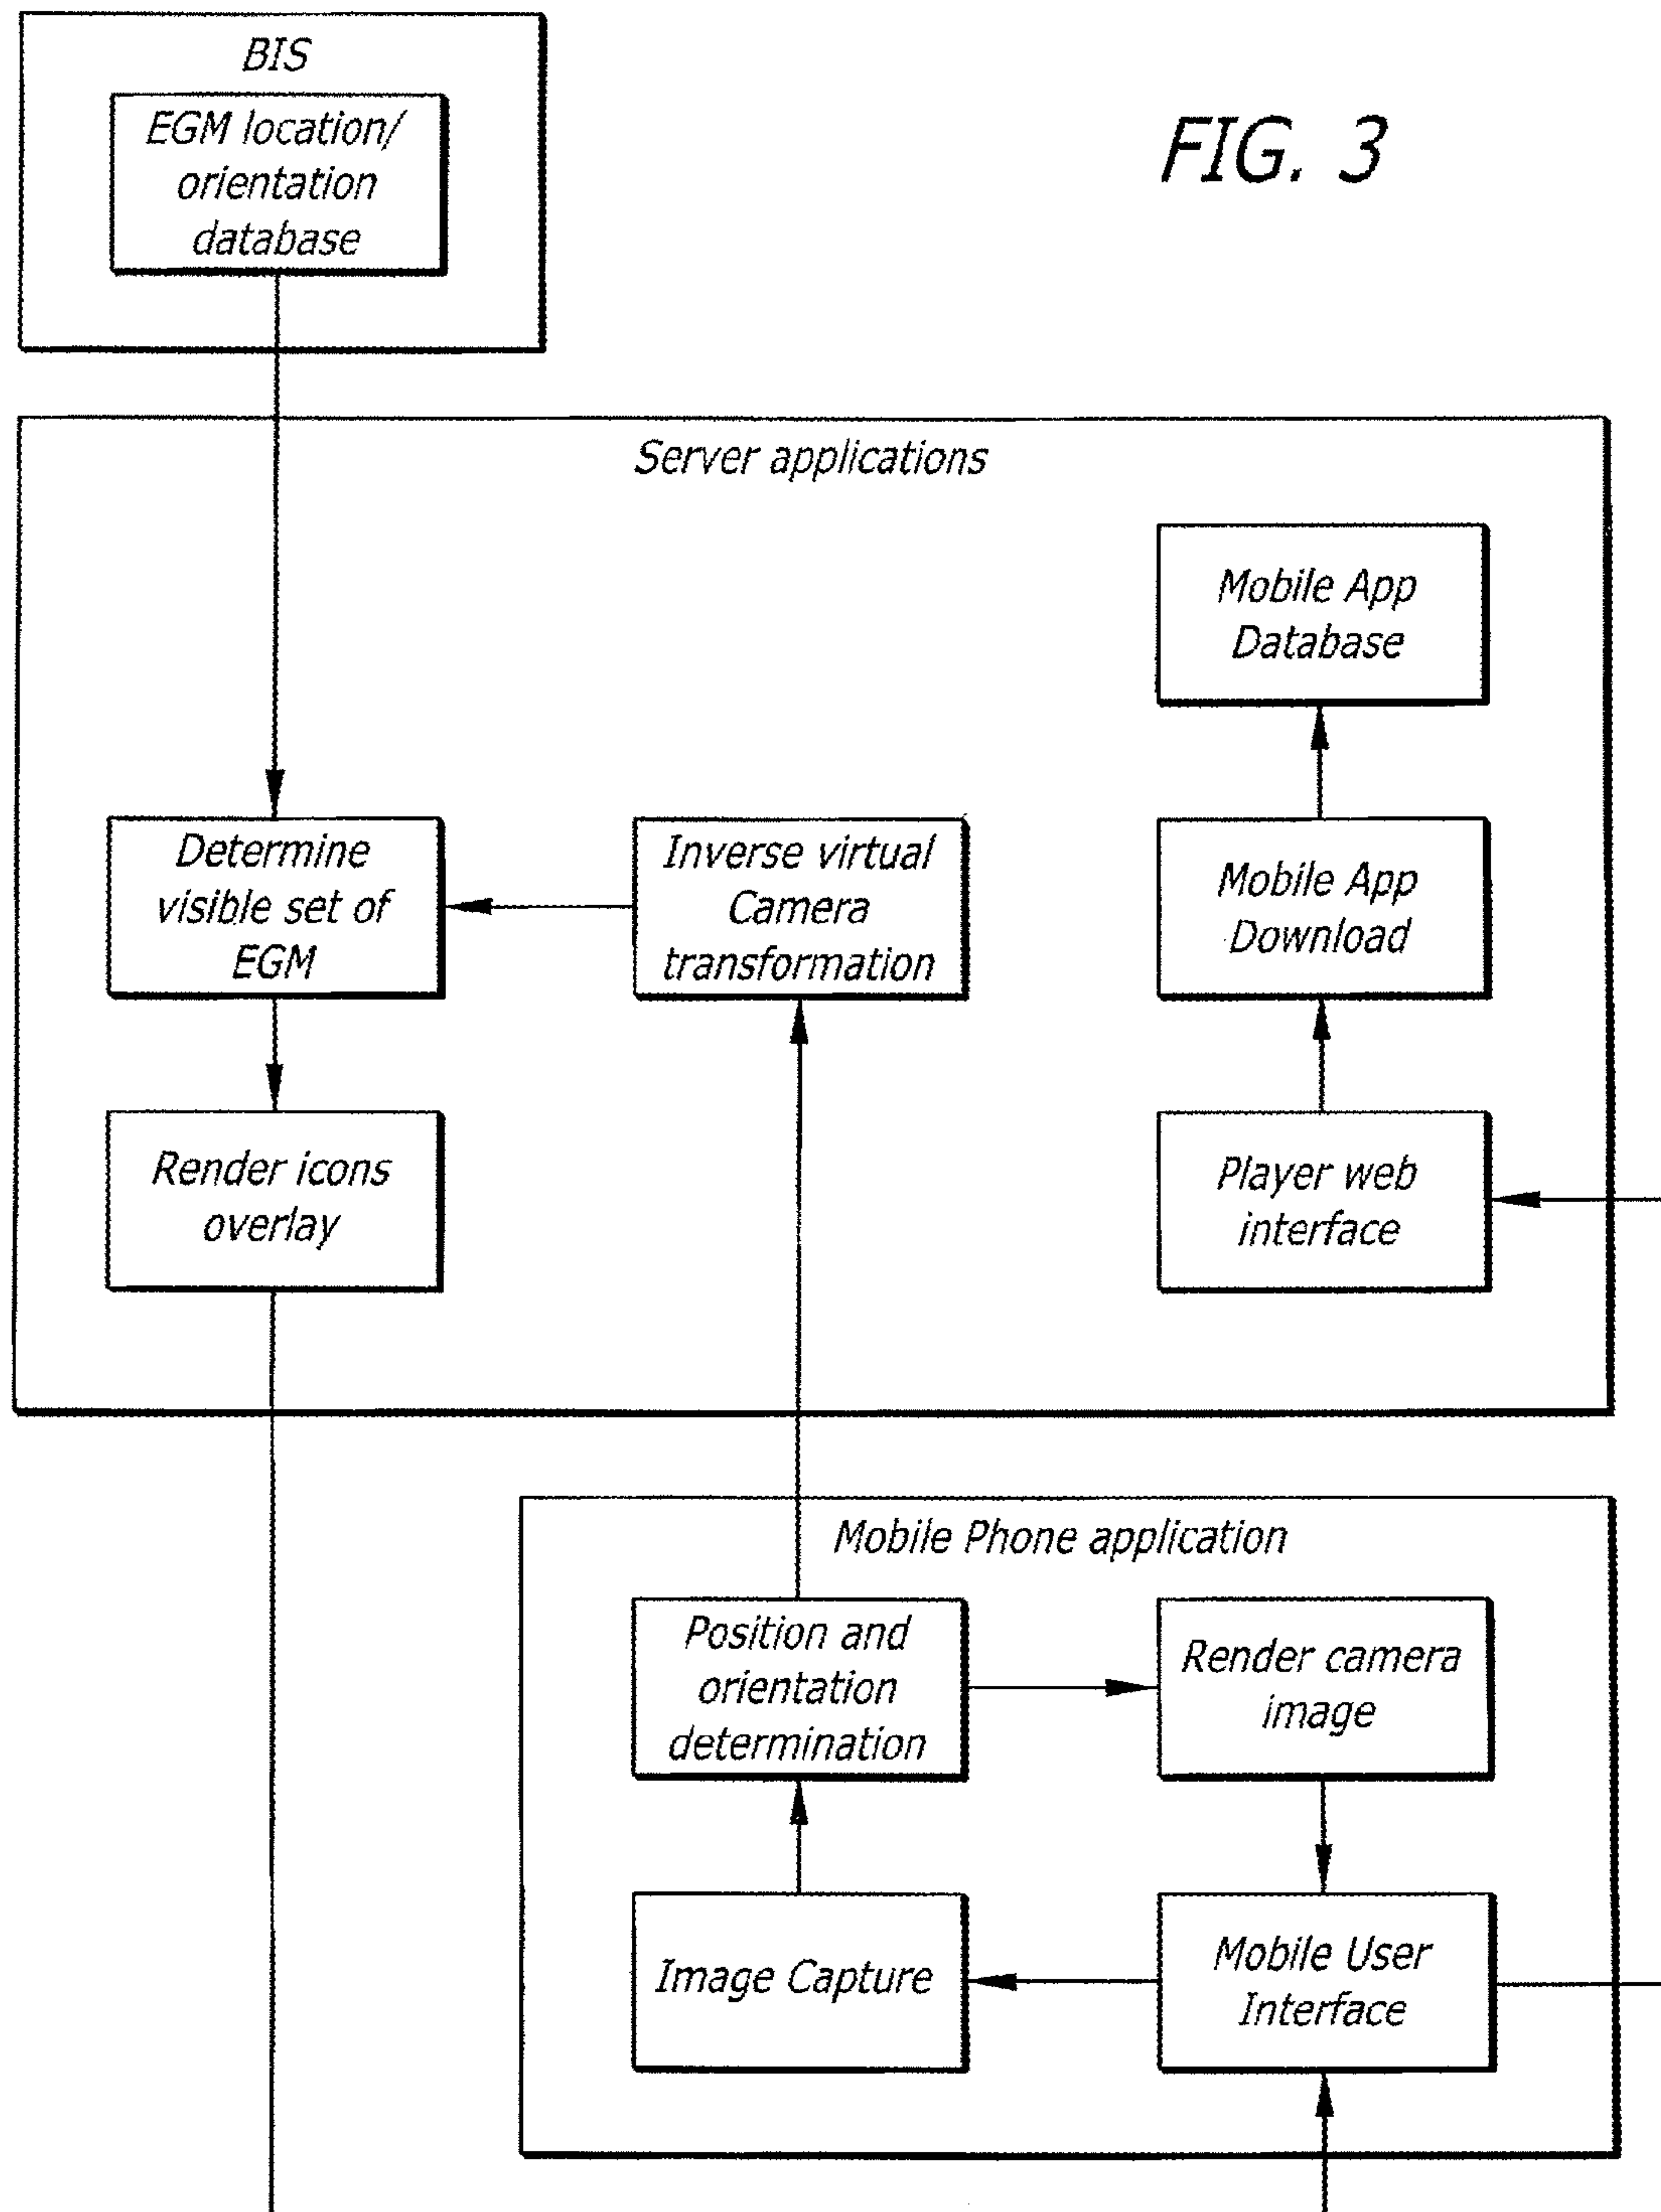 BIS
EGM location/
orientation
database
FIG. 3
Server applications
Mobile App
Database
Determine
visible set of
EGM
Inverse virtual
Camera
transformation
Mobile App
Download
Render icons
overlay
Player web
interface
Mobile Phone application
Position and
orientation
determination
Render camera
image
Image Capture
Mobile User
Interface